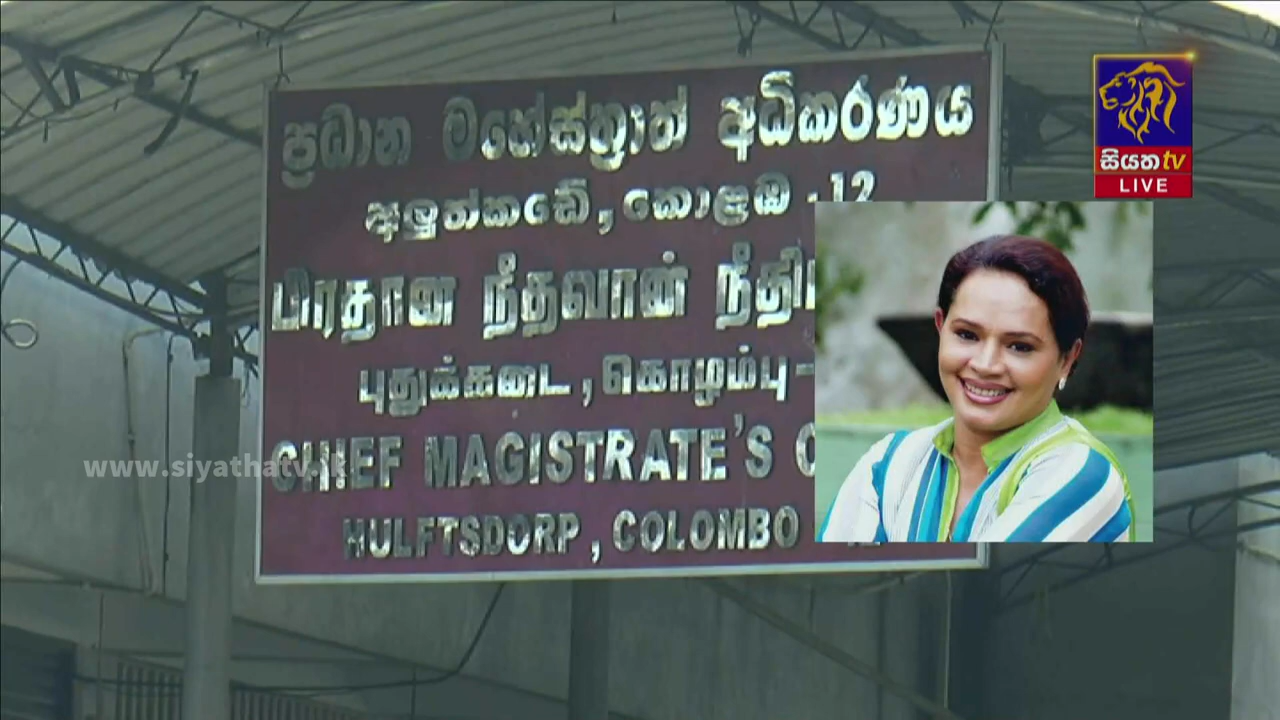 ප්‍රධාන මහේස්ත්‍රාත් අධිකරණය
අලුත්කඩේ, කොළඹ - 12
பிரதான நீதவான்
புதுக்கடை, கொழும்பு -
CHIEF MAGISTRATE'S
HULFTSDORP, COLOMBO
www.siyathatv.lk
සියත tv
LIVE